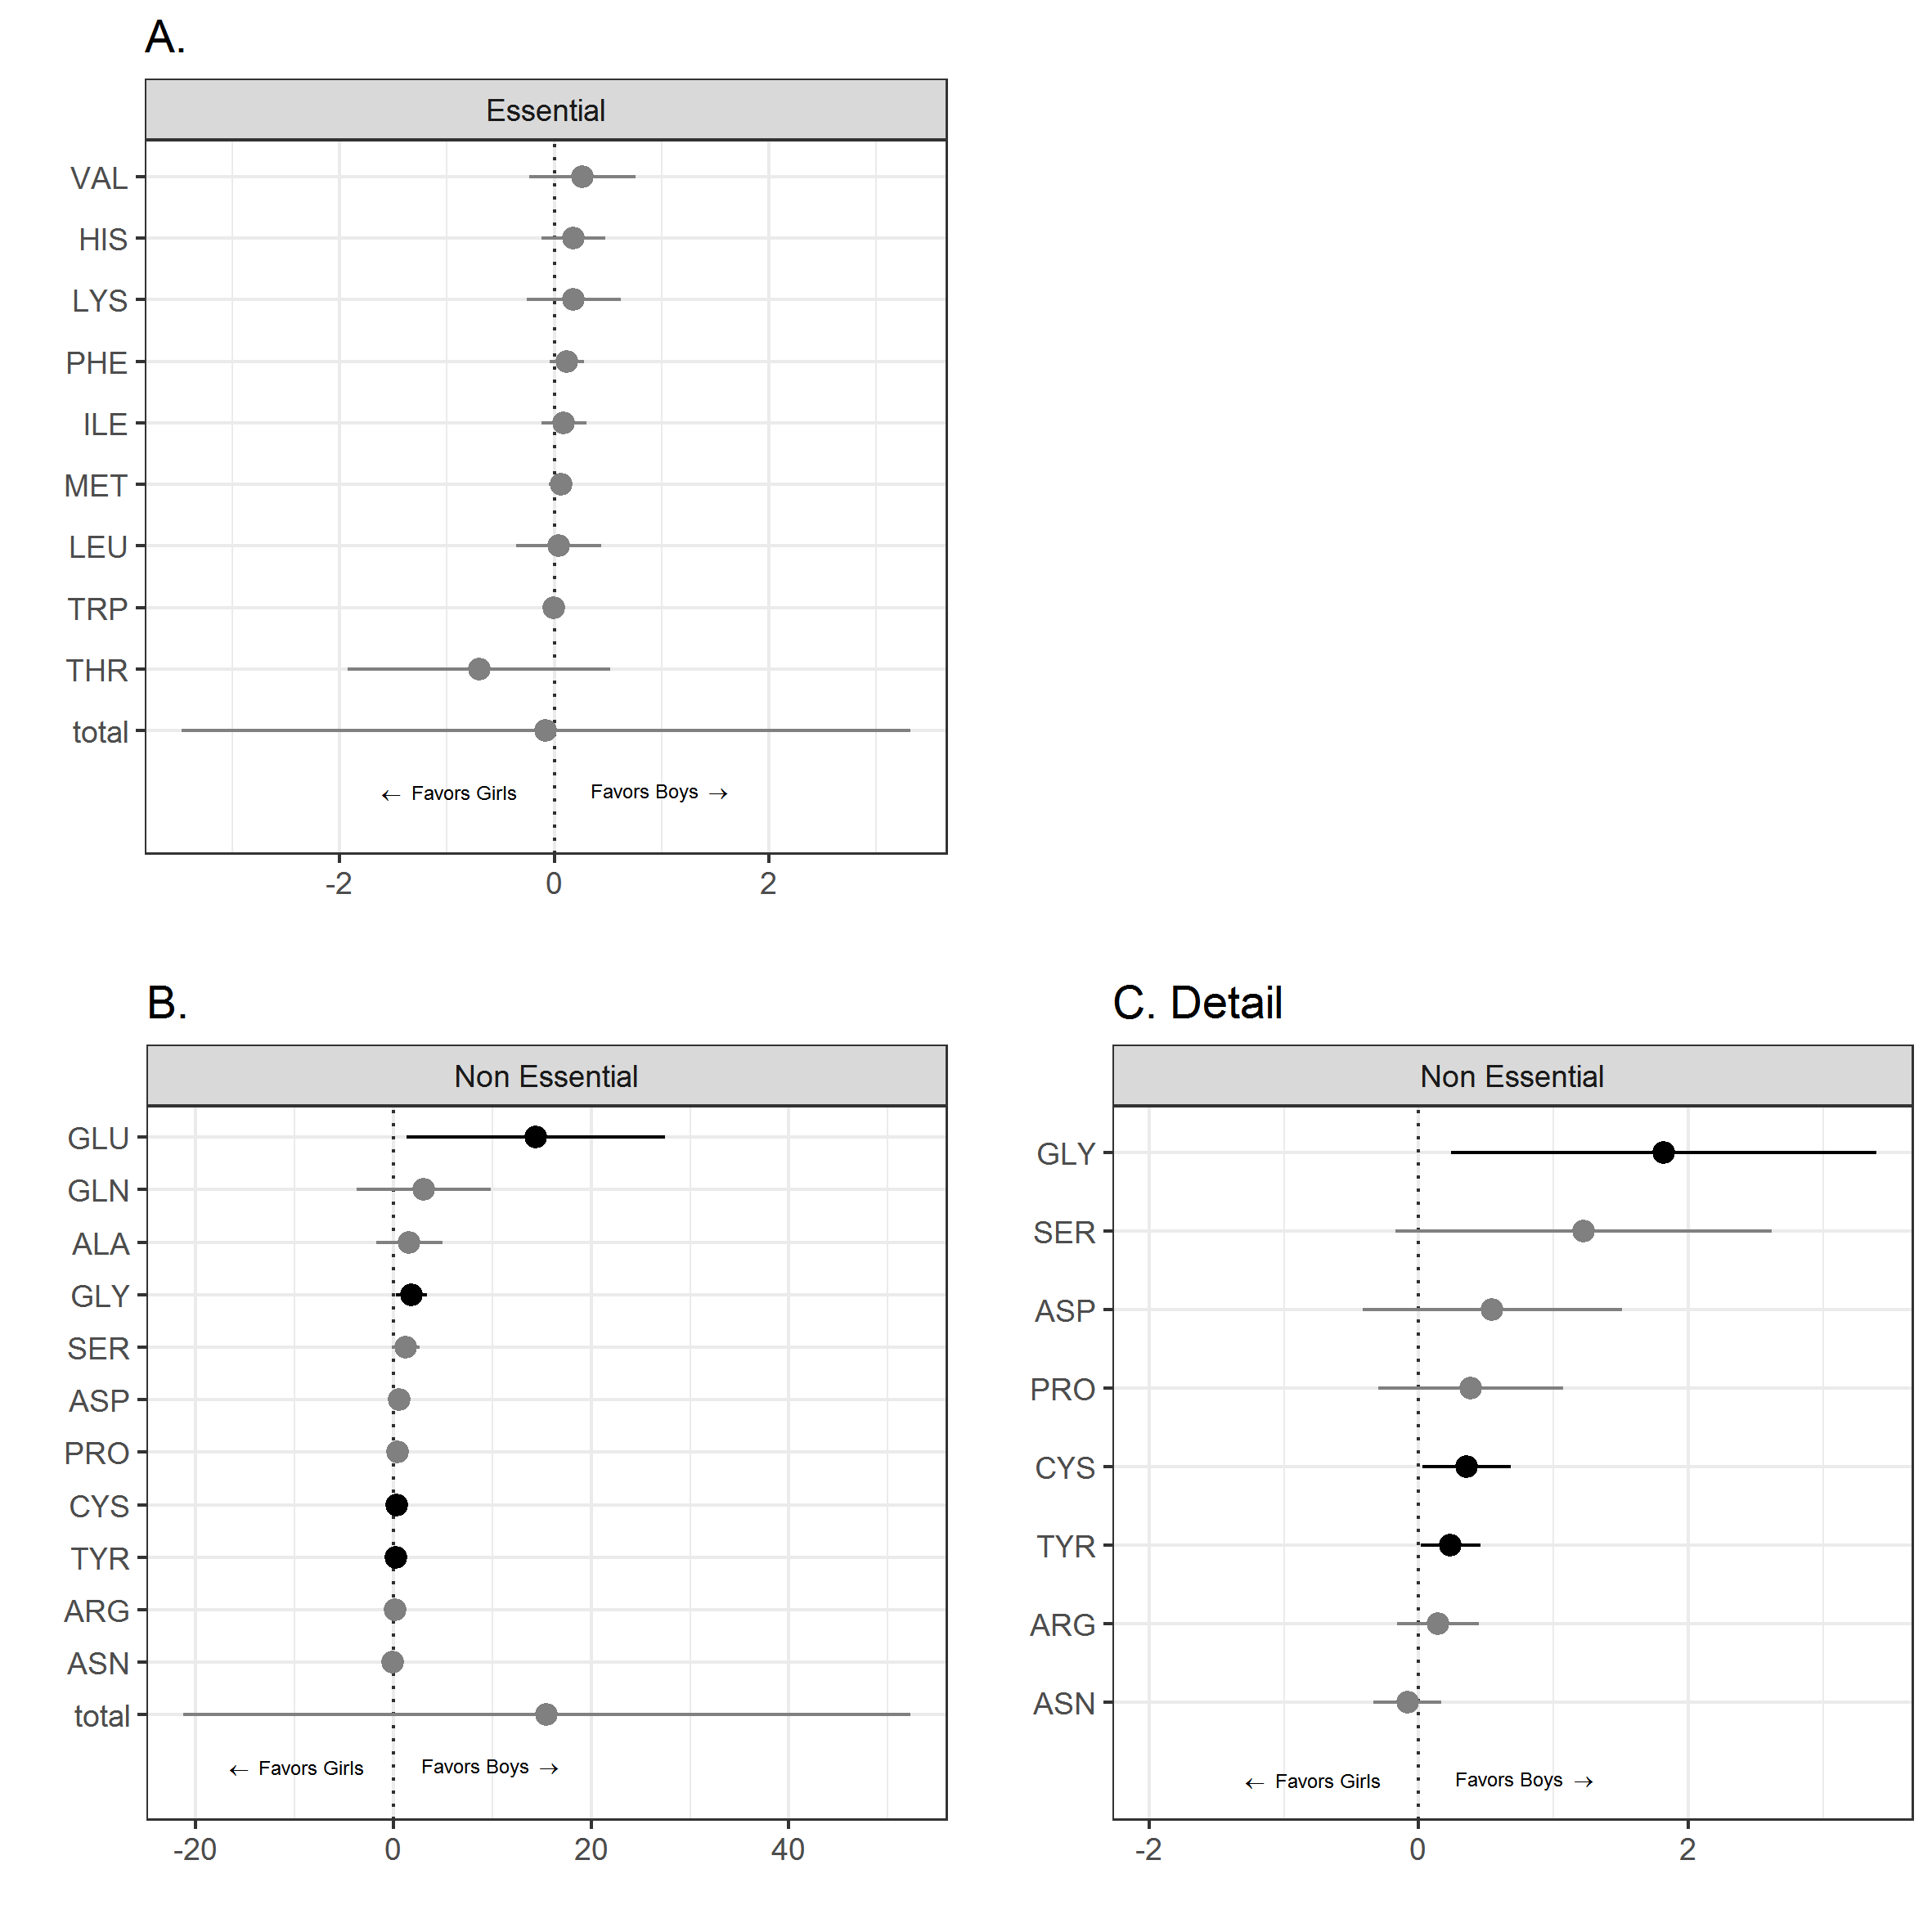 A.
Essential
VAL
HIS
LYS
PHE
ILE
MET
LEU
TRP
THR
total
← Favors Girls
Favors Boys →
-2 0 2
B.
Non Essential
GLU
GLN
ALA
GLY
SER
ASP
PRO
CYS
TYR
ARG
ASN
total
← Favors Girls
Favors Boys →
-20 0 20 40
C. Detail
Non Essential
GLY
SER
ASP
PRO
CYS
TYR
ARG
ASN
← Favors Girls
Favors Boys →
-2 0 2